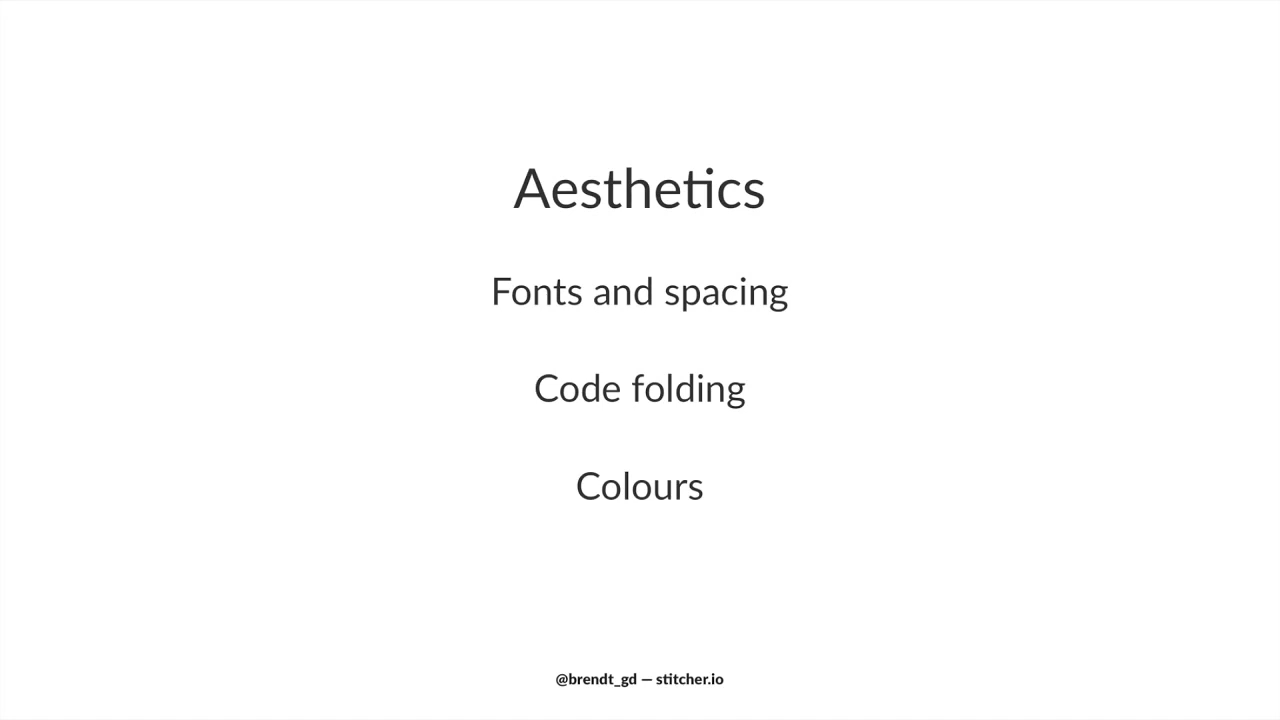 Aesthetics
Fonts and spacing
Code folding
Colours
@brendt_gd — stitcher.io